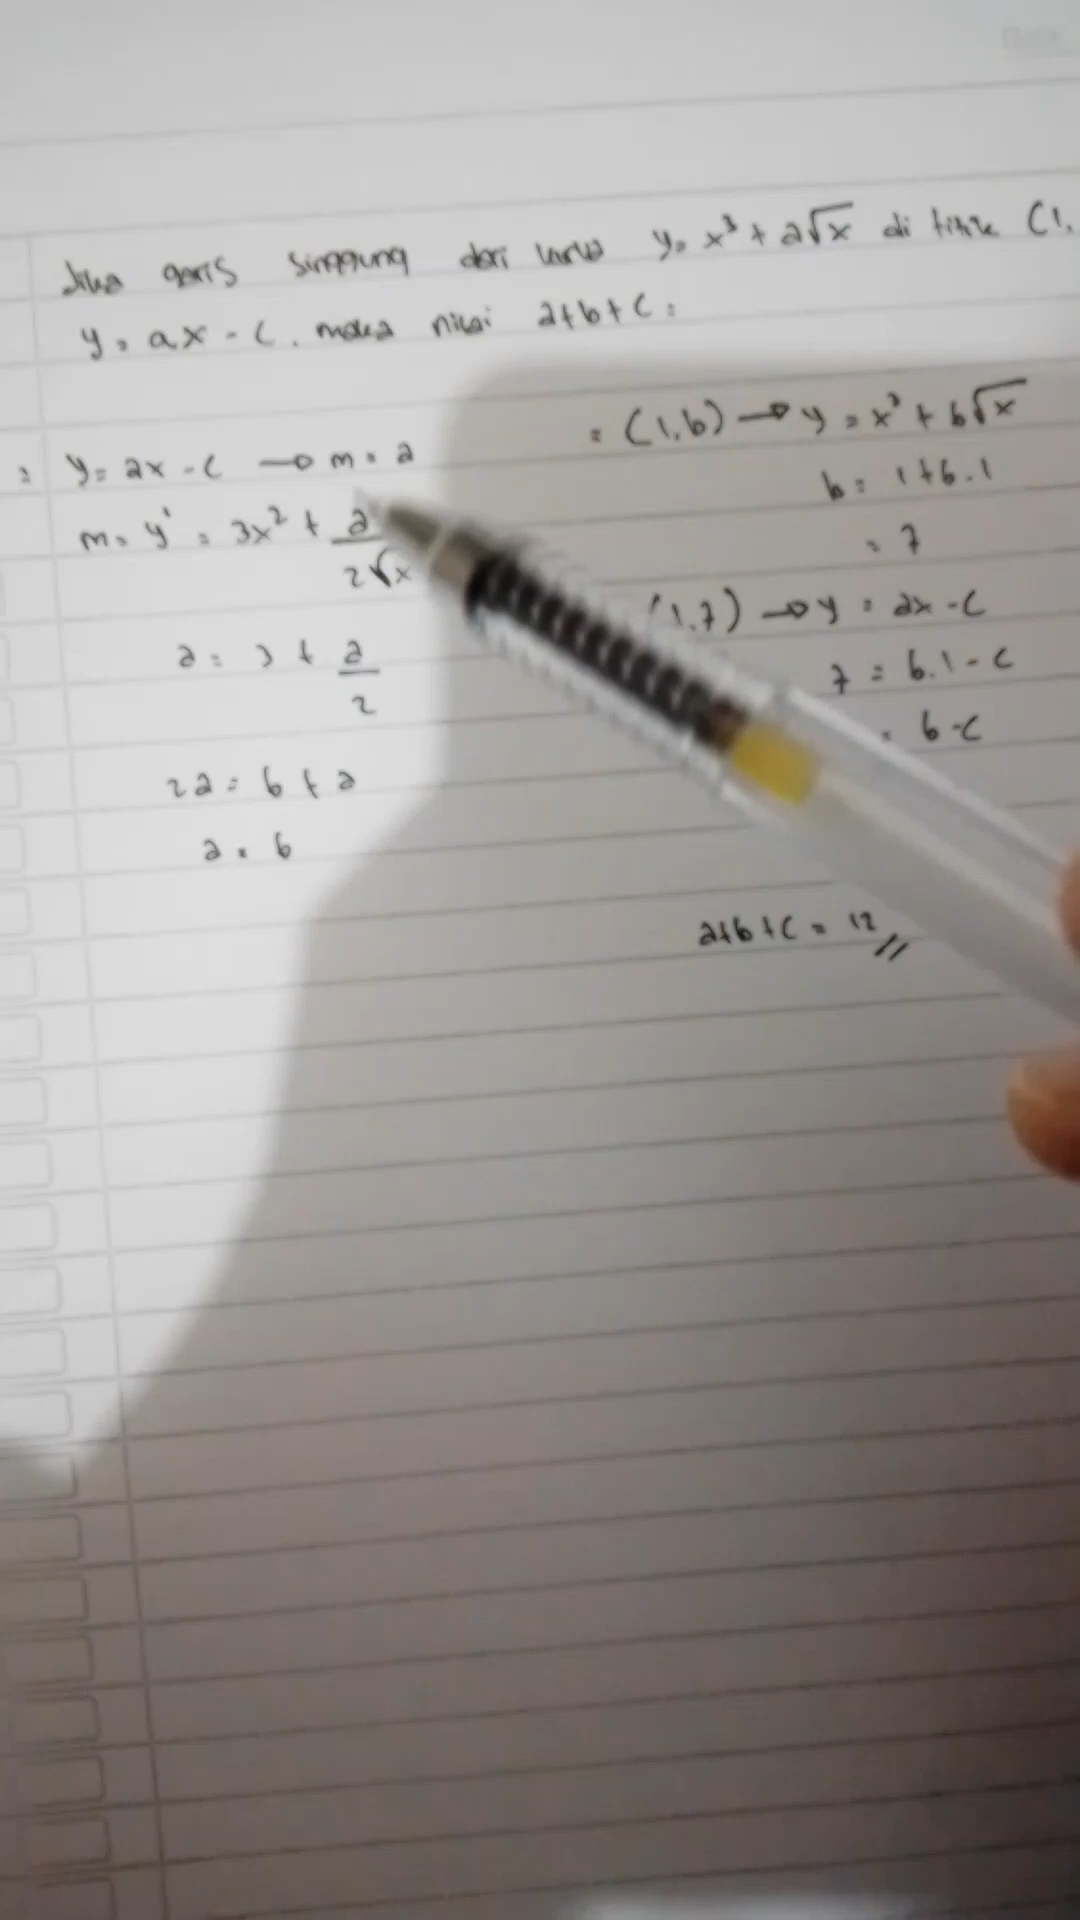 Jika garis singgung dari kurva y = x³ + a√x di titik (1,
y = ax - c. maka nilai a+b+c =
: y = ax - c → m = a
m = y' = 3x² + a/2√x
a = 3 + a/2
2a = 6 + a
a = 6
= (1,b) → y = x³ + 6√x
b = 1+6.1
= 7
(1,7) → y = ax - c
7 = 6.1 - c
= 6 - c
a+b+c = 12